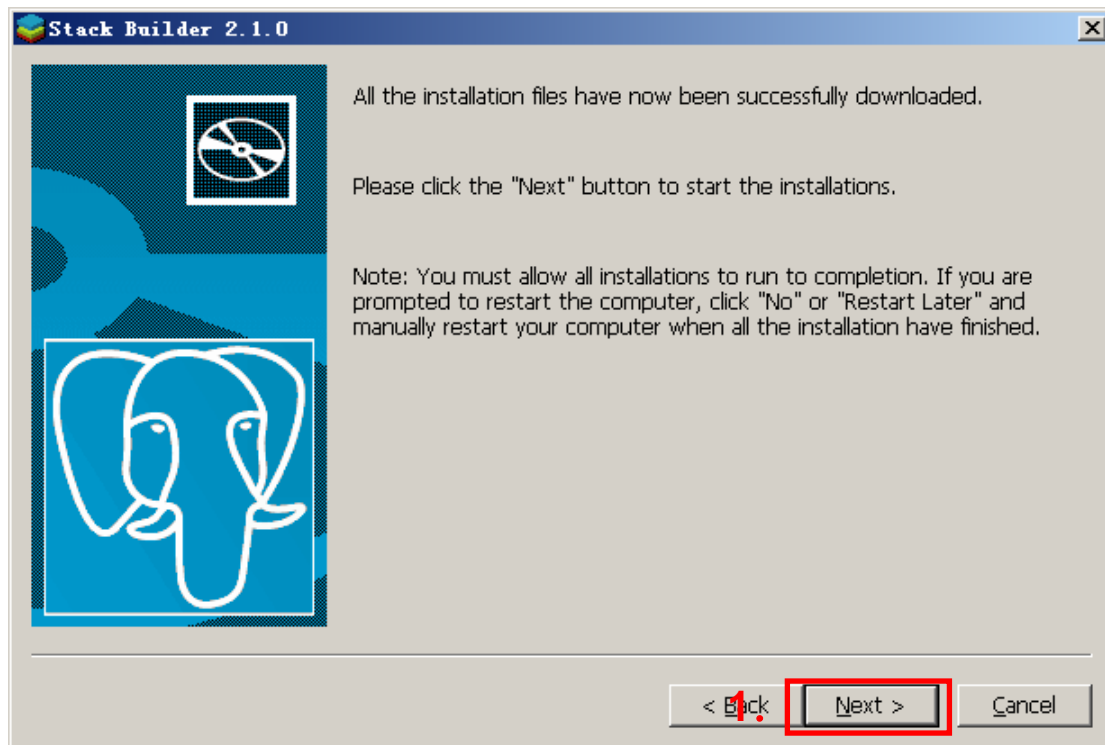 Stack Builder 2.1.0
All the installation files have now been successfully downloaded.
Please click the "Next" button to start the installations.
Note: You must allow all installations to run to completion. If you are
prompted to restart the computer, click "No" or "Restart Later" and
manually restart your computer when all the installation have finished.
< Back 1. Next > Cancel